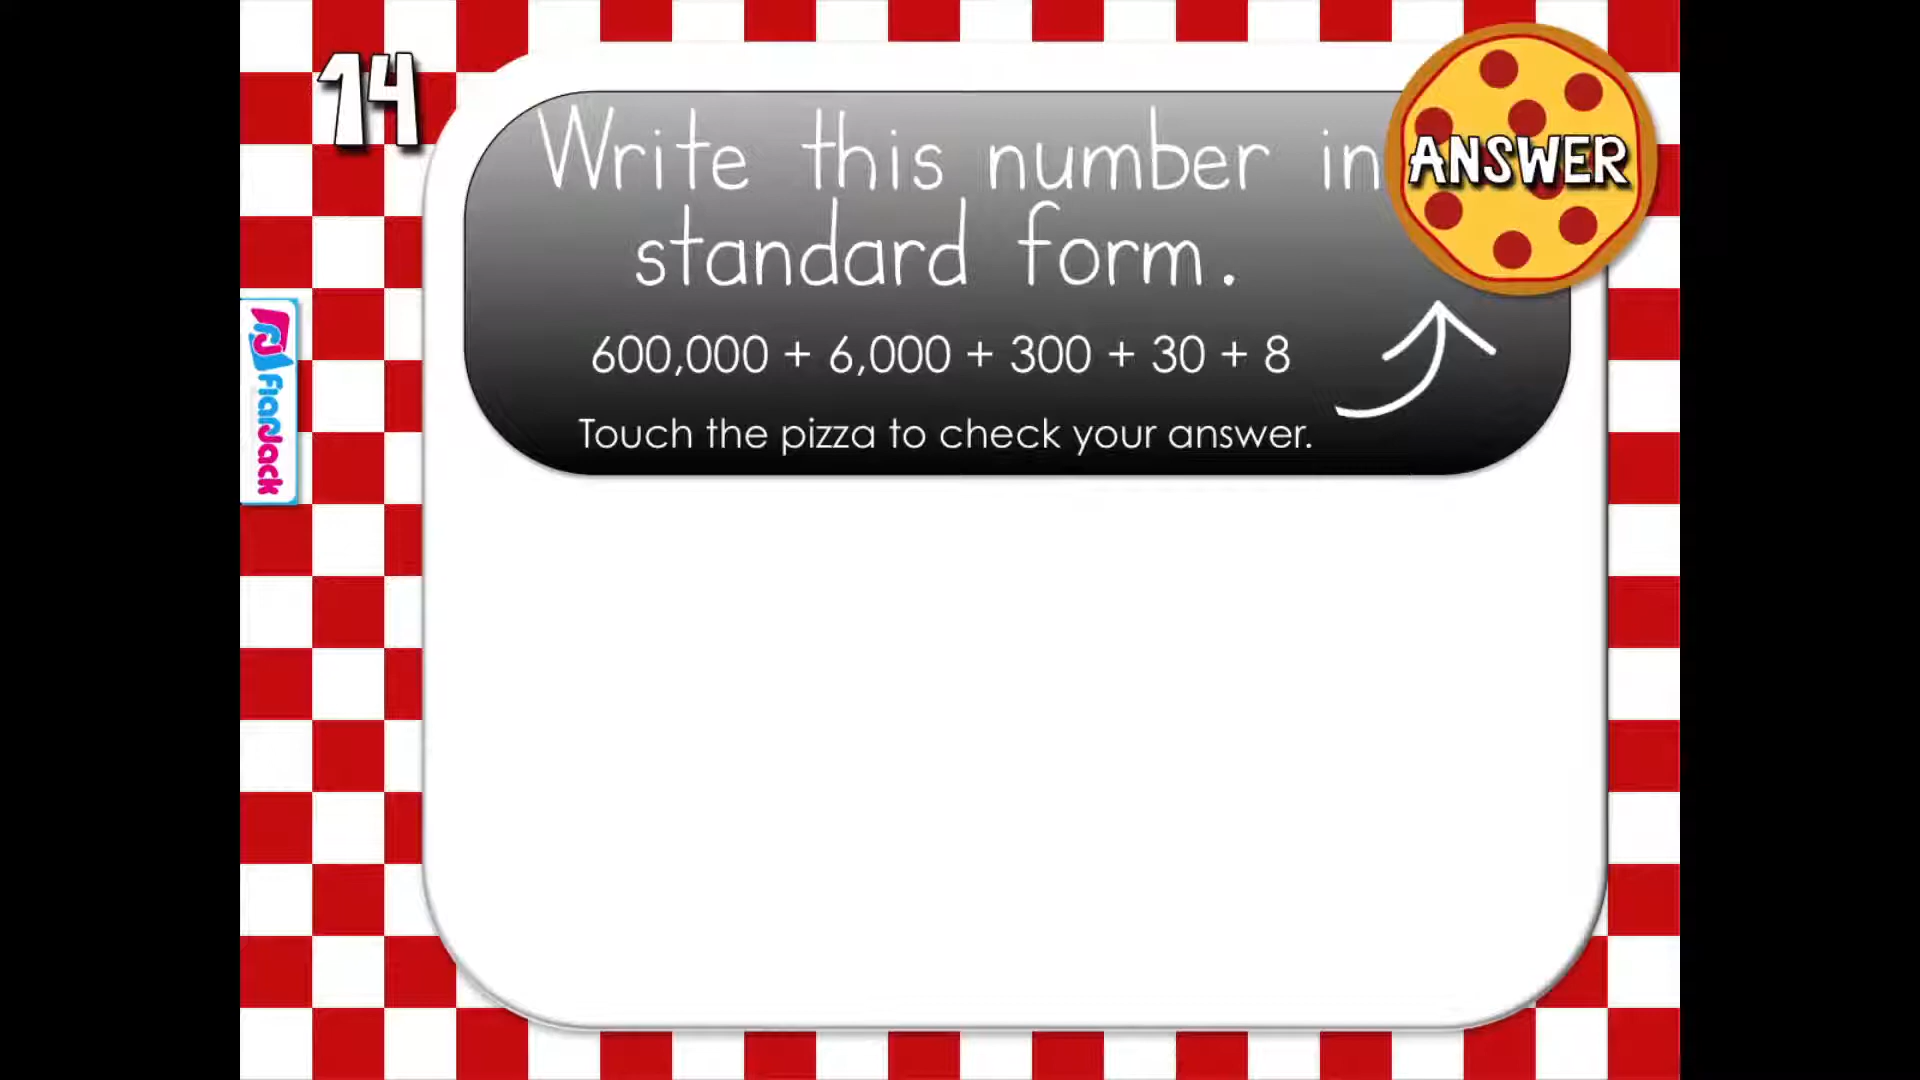 14
Write this number in
standard form.
600,000 + 6,000 + 300 + 30 + 8
Touch the pizza to check your answer.
ANSWER
FlapJack